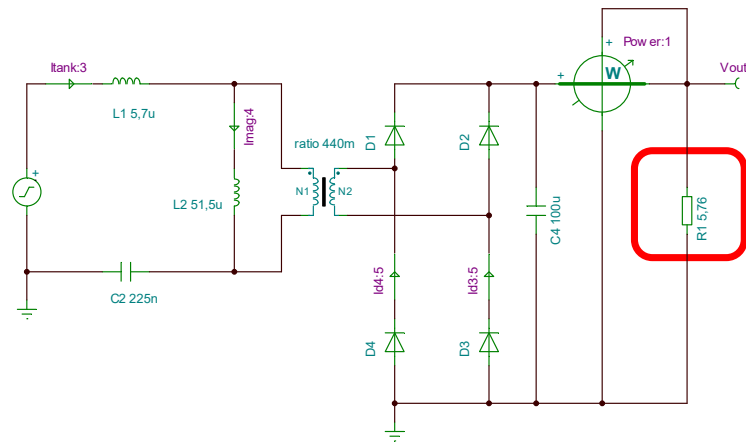 Itank:3
L1 5,7u
Imag:4
L2 51,5u
C2 225n
+
ratio 440m
N1
N2
D1
D2
Id4:5
Id3:5
D4
D3
C4 100u
+
+
Power:1
W
Vout
R1 5,76